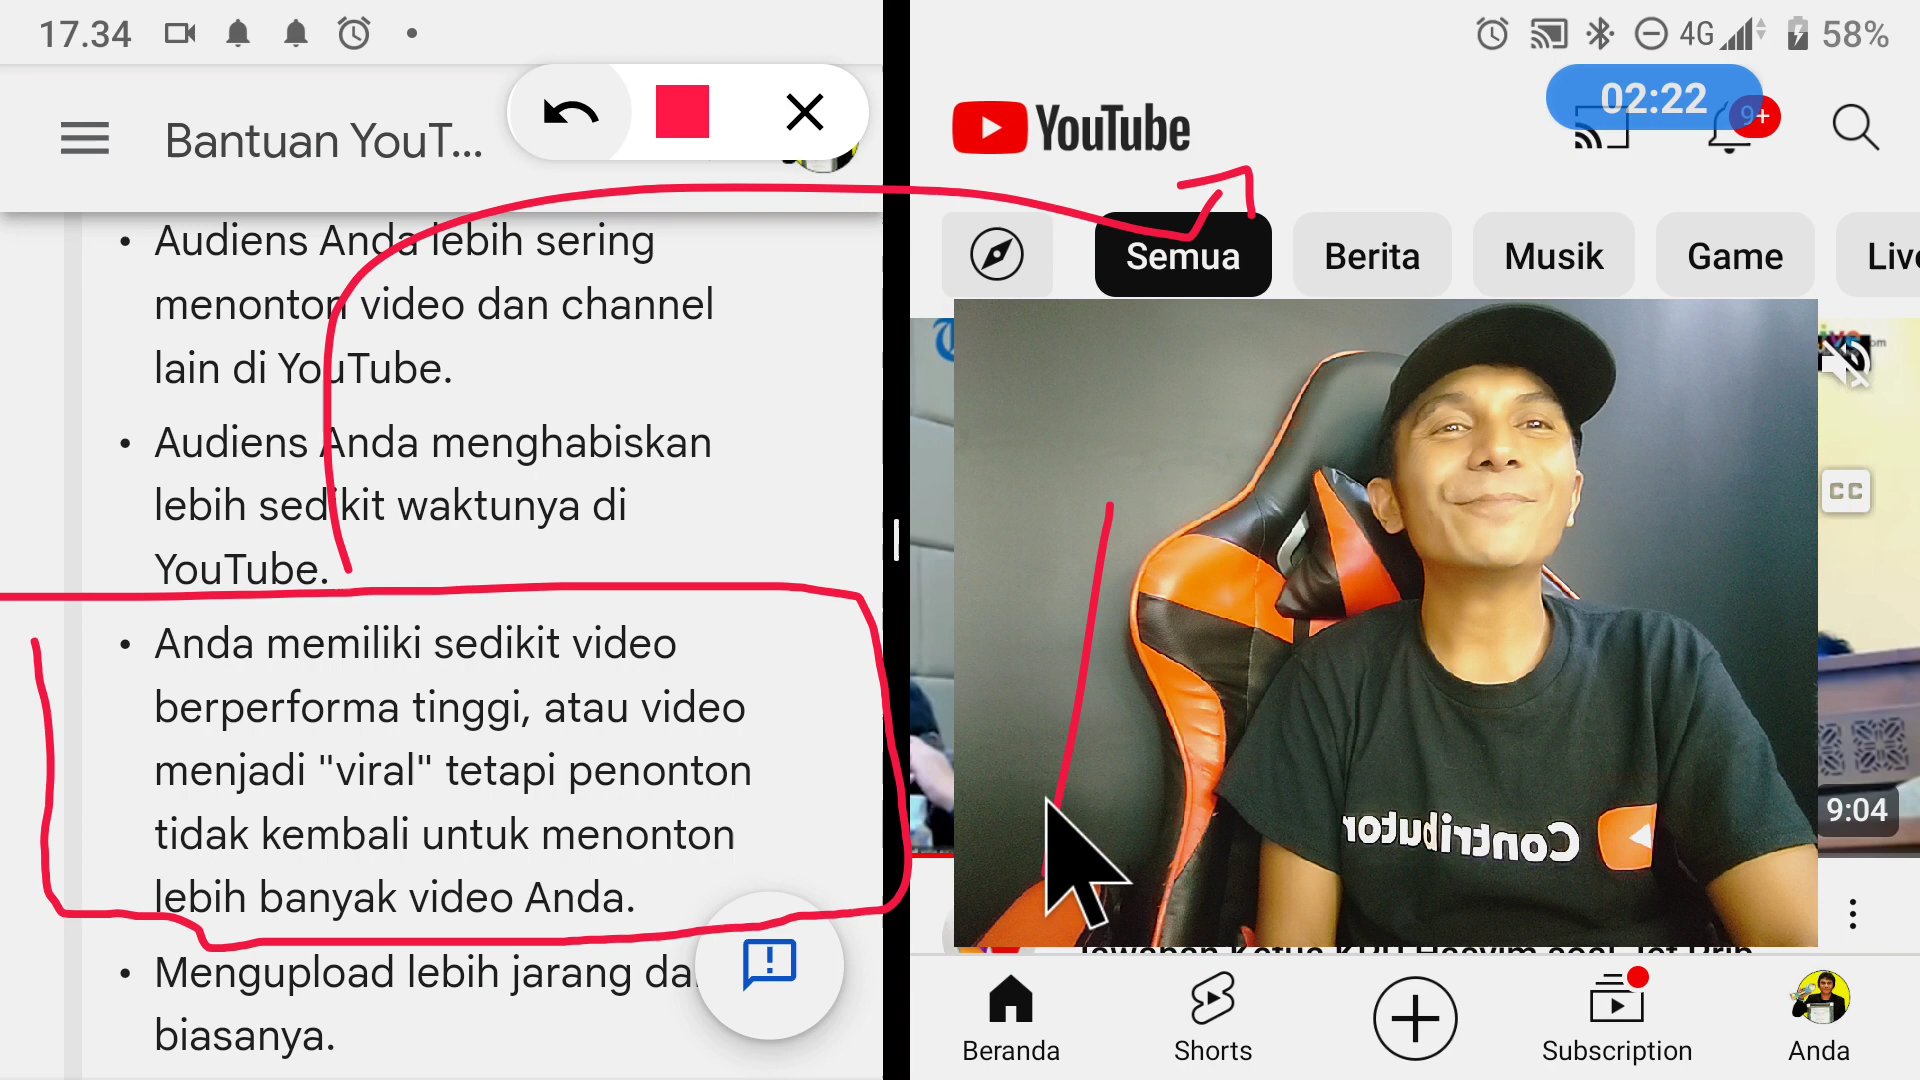 17.34
4G 58%
02:22
9+
Bantuan YouT...
YouTube
Semua
Berita
Musik
Game
Live
• Audiens Anda lebih sering
menonton video dan channel
lain di YouTube.
• Audiens Anda menghabiskan
lebih sedikit waktunya di
YouTube.
• Anda memiliki sedikit video
berperforma tinggi, atau video
menjadi "viral" tetapi penonton
tidak kembali untuk menonton
lebih banyak video Anda.
• Mengupload lebih jarang da
biasanya.
CC
Contributor
9:04
Beranda
Shorts
Subscription
Anda